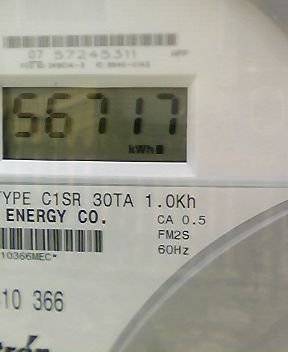 07 57245311 HPP
56717
kWh
TYPE C1SR 30TA 1.0Kh
ENERGY CO. CA 0.5
FM2S
10366MEC* 60Hz
10 366